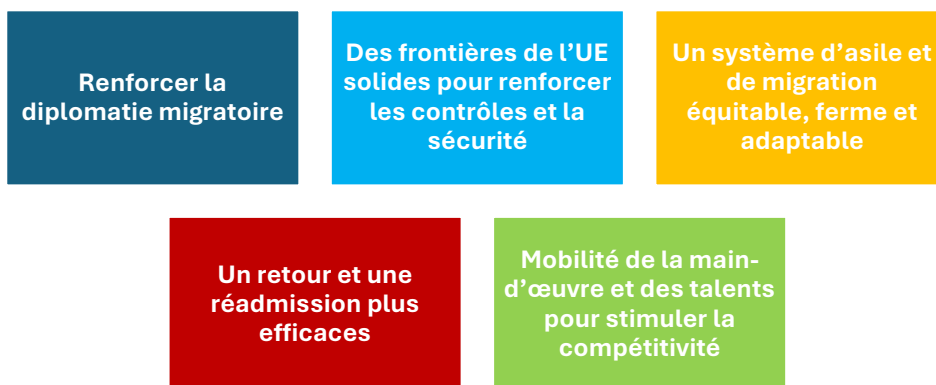 Renforcer la
diplomatie migratoire
Des frontières de l’UE
solides pour renforcer
les contrôles et la
sécurité
Un système d’asile et
de migration
équitable, ferme et
adaptable
Un retour et une
réadmission plus
efficaces
Mobilité de la main-
d’œuvre et des talents
pour stimuler la
compétitivité